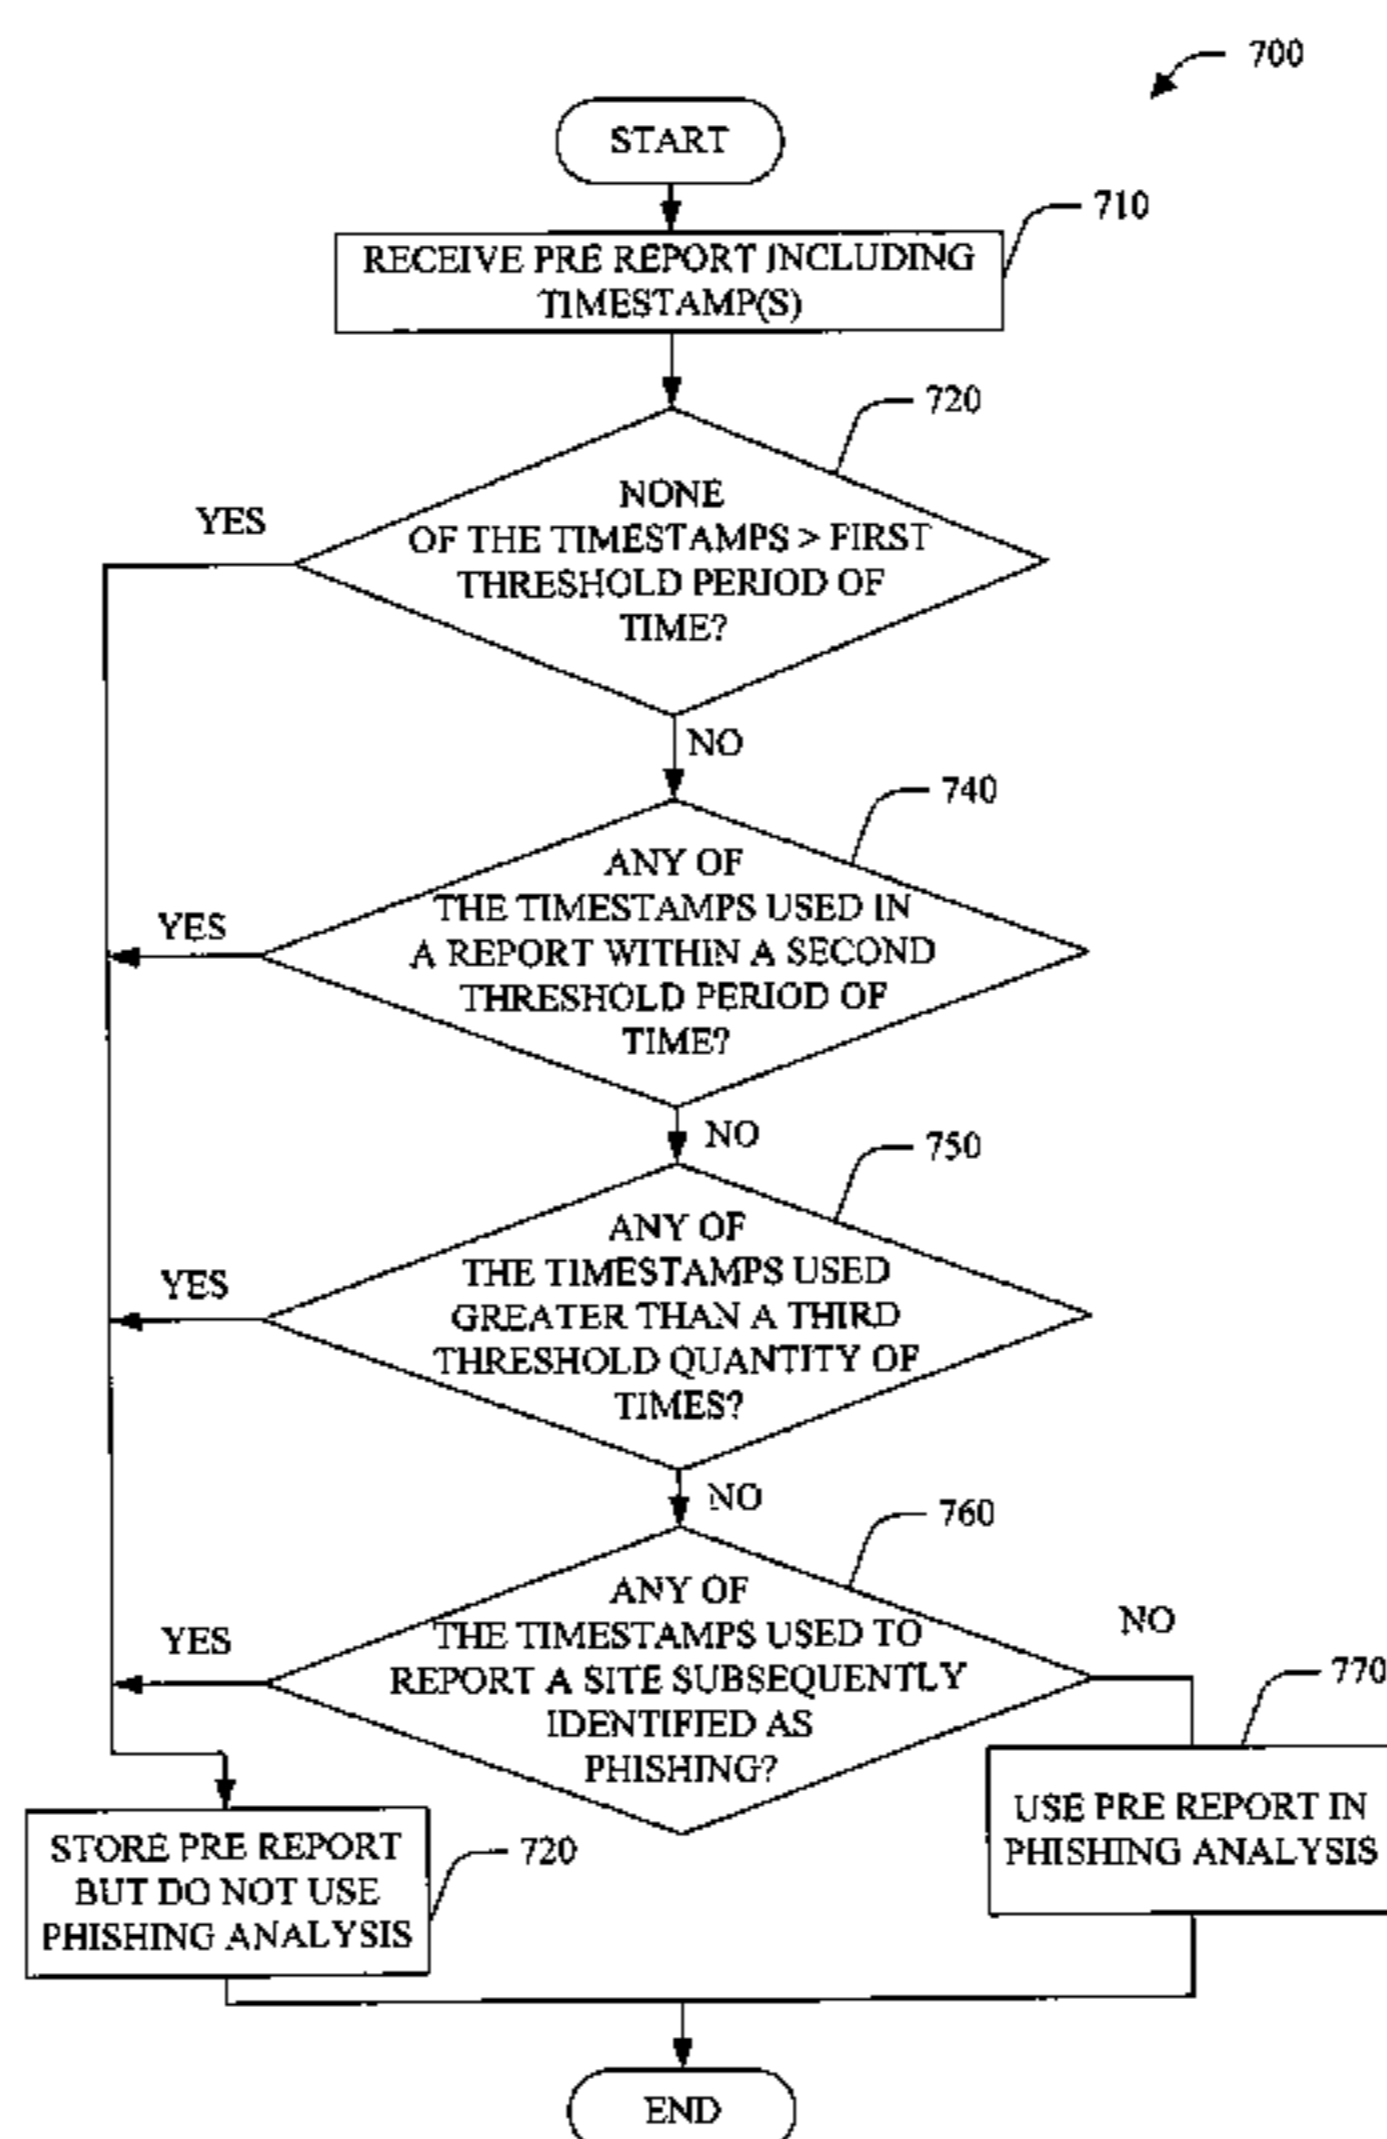 700
START
710
RECEIVE PRE REPORT INCLUDING
TIMESTAMP(S)
720
NONE
OF THE TIMESTAMPS > FIRST
THRESHOLD PERIOD OF
TIME?
YES
NO
740
ANY OF
THE TIMESTAMPS USED IN
A REPORT WITHIN A SECOND
THRESHOLD PERIOD OF
TIME?
YES
NO
750
ANY OF
THE TIMESTAMPS USED
GREATER THAN A THIRD
THRESHOLD QUANTITY OF
TIMES?
YES
NO
760
ANY OF
THE TIMESTAMPS USED TO
REPORT A SITE SUBSEQUENTLY
IDENTIFIED AS
PHISHING?
YES
NO
770
USE PRE REPORT IN
PHISHING ANALYSIS
STORE PRE REPORT
BUT DO NOT USE
PHISHING ANALYSIS
720
END